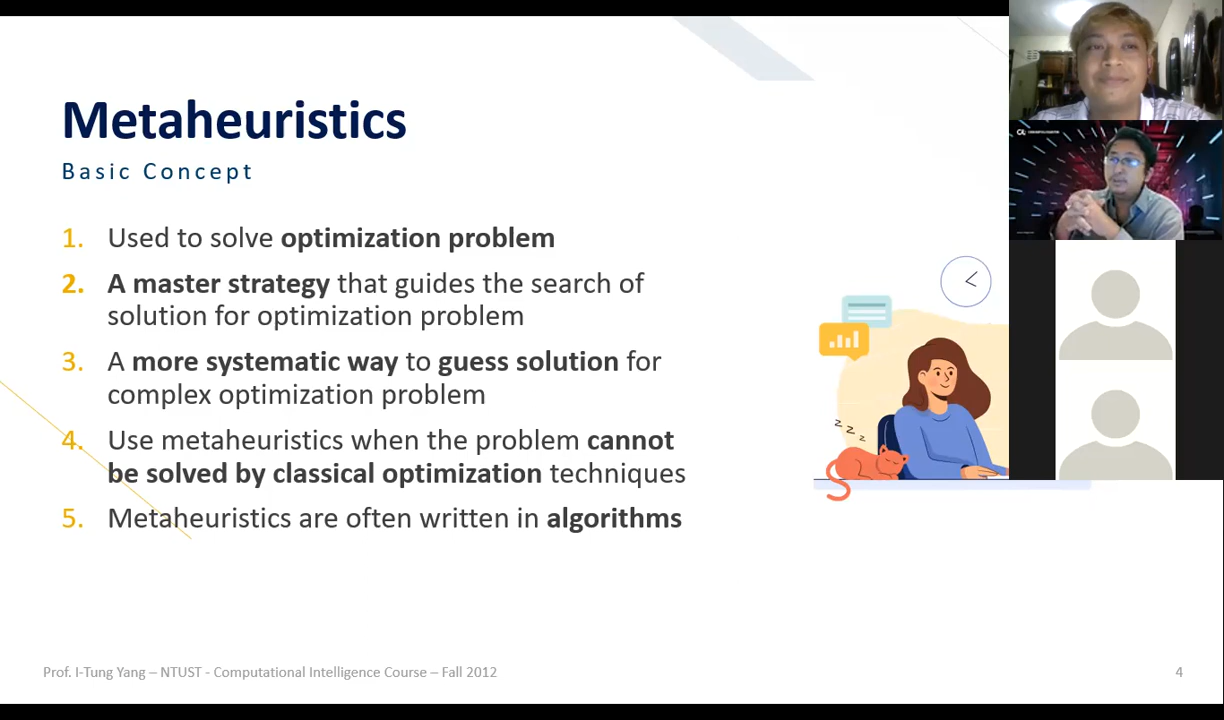 Metaheuristics
Basic Concept
1. Used to solve optimization problem
2. A master strategy that guides the search of
solution for optimization problem
3. A more systematic way to guess solution for
complex optimization problem
4. Use metaheuristics when the problem cannot
be solved by classical optimization techniques
5. Metaheuristics are often written in algorithms
z z z
Prof. I-Tung Yang – NTUST - Computational Intelligence Course – Fall 2012
4